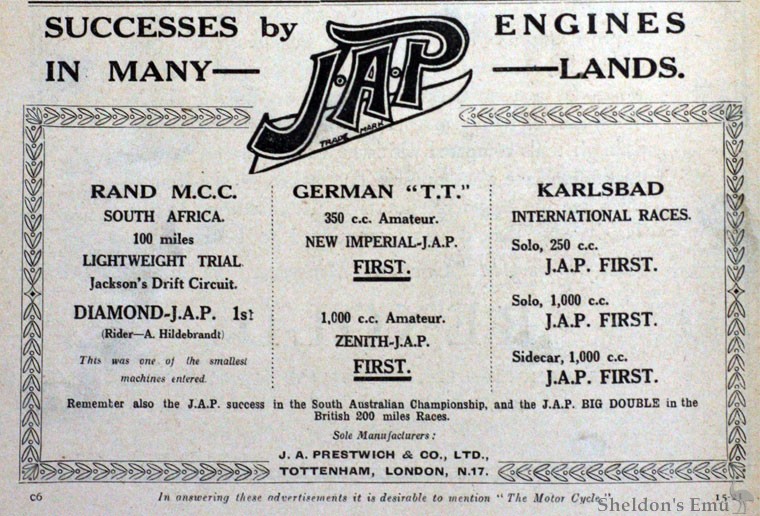 SUCCESSES by J.A.P ENGINES
IN MANY— —LANDS.
TRADE MARK
RAND M.C.C.
SOUTH AFRICA.
100 miles
LIGHTWEIGHT TRIAL
Jackson's Drift Circuit.
DIAMOND-J.A.P. 1st
(Rider—A. Hildebrandt)
This was one of the smallest
machines entered.
GERMAN "T.T."
350 c.c. Amateur.
NEW IMPERIAL-J.A.P.
FIRST.
1,000 c.c. Amateur.
ZENITH-J.A.P.
FIRST.
KARLSBAD
INTERNATIONAL RACES.
Solo, 250 c.c.
J.A.P. FIRST.
Solo, 1,000 c.c.
J.A.P. FIRST.
Sidecar, 1,000 c.c.
J.A.P. FIRST.
Remember also the J.A.P. success in the South Australian Championship, and the J.A.P. BIG DOUBLE in the
British 200 miles Races.
Sole Manufacturers:
J. A. PRESTWICH & CO., LTD.,
TOTTENHAM, LONDON, N.17.
C6 In answering these advertisements it is desirable to mention "The Motor Cycle."
Sheldon's Emu